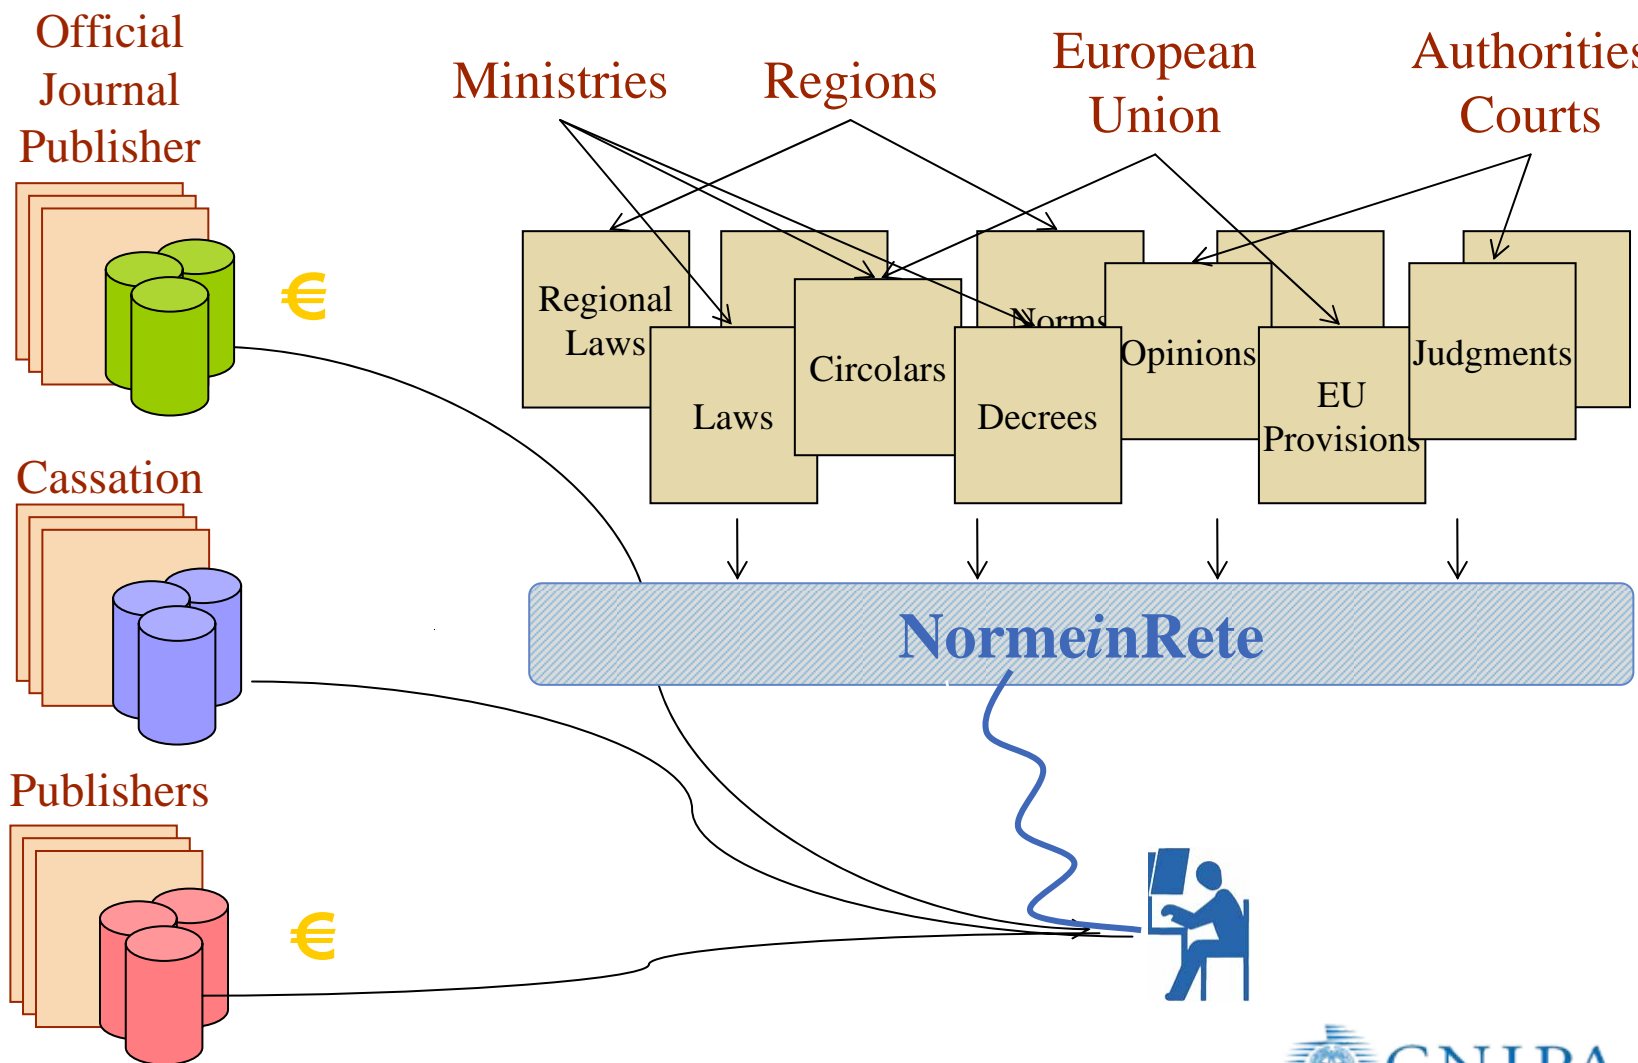 Official
Journal
Publisher
€
Cassation
Publishers
€
Ministries
Regions
European
Union
Authorities
Courts
Regional
Laws
Laws
Circolars
Norms
Decrees
Opinions
EU
Provisions
Judgments
NormeinRete
CNIPA